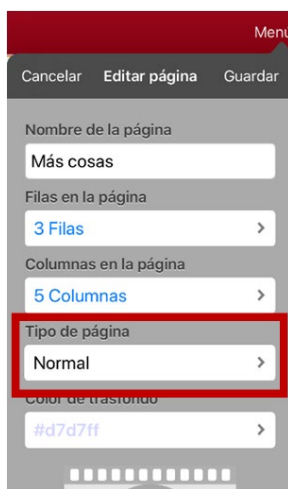 Menú
Cancelar Editar página Guardar
Nombre de la página
Más cosas
Filas en la página
3 Filas
Columnas en la página
5 Columnas
Tipo de página
Normal
Color de trasfondo
#d7d7ff